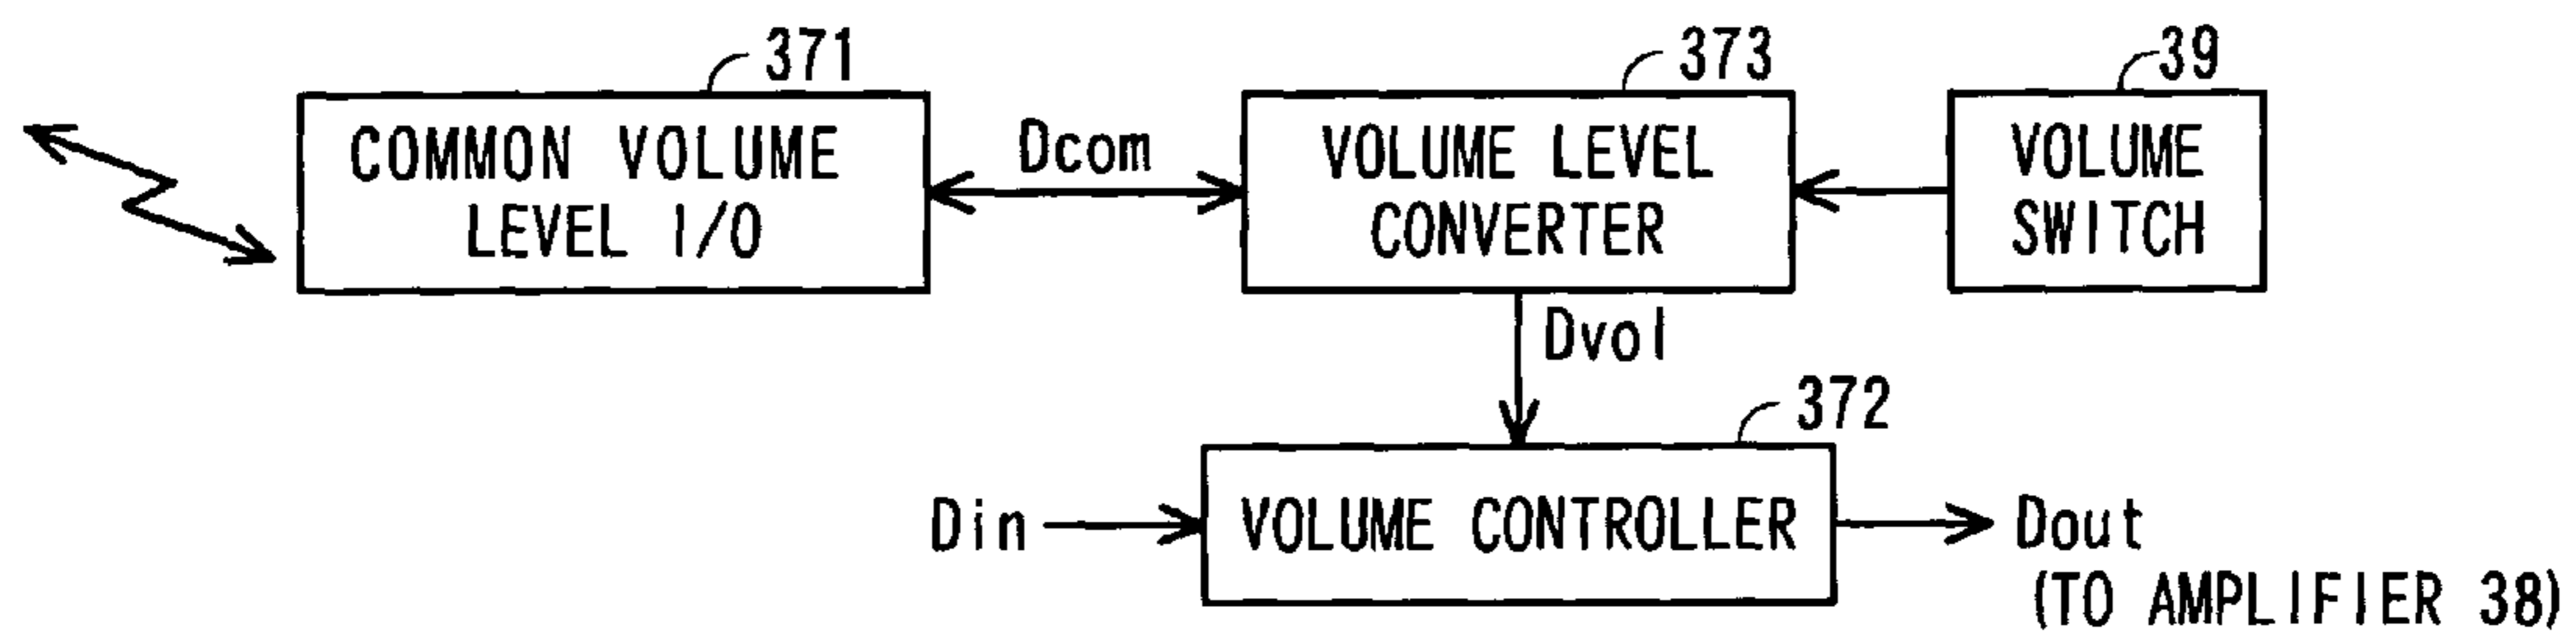 371
373
39
COMMON VOLUME
LEVEL I/O
Dcom
VOLUME LEVEL
CONVERTER
VOLUME
SWITCH
Dvol
372
Din
VOLUME CONTROLLER
Dout
(TO AMPLIFIER 38)